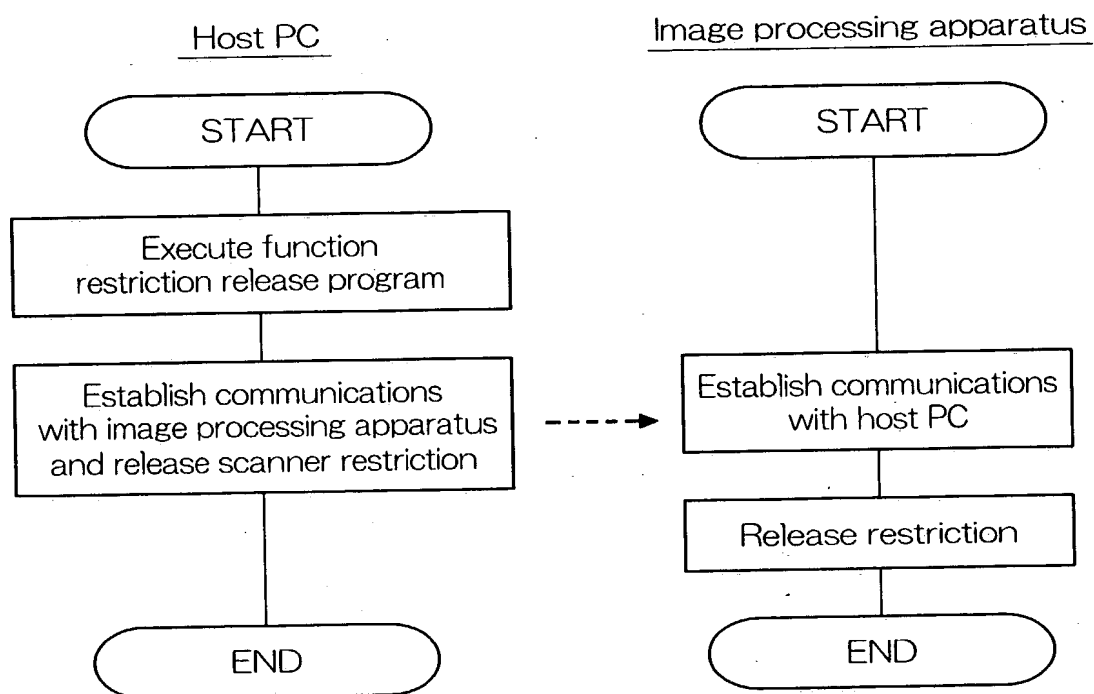 Host PC
START
Execute function
restriction release program
Establish communications
with image processing apparatus
and release scanner restriction
END
Image processing apparatus
START
Establish communications
with host PC
Release restriction
END